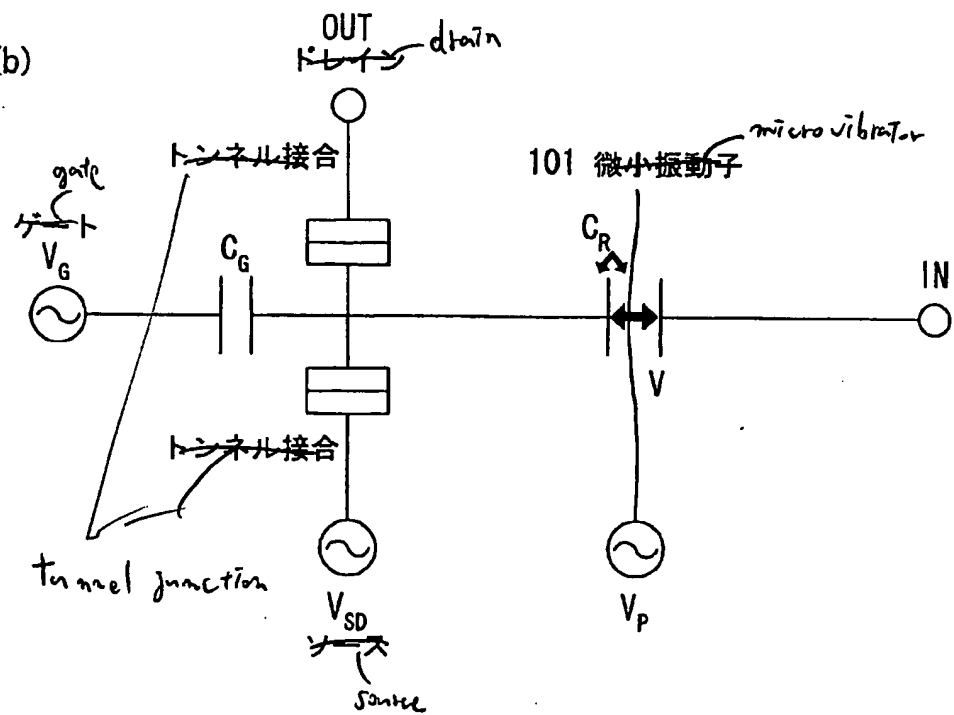 (b)
OUT
ドレイン
drain
トンネル接合
101 微小振動子
microvibrator
gate
ゲート
V_G
C_G
C_R
IN
V
トンネル接合
tunnel junction
V_SD
V_P
ソース
source